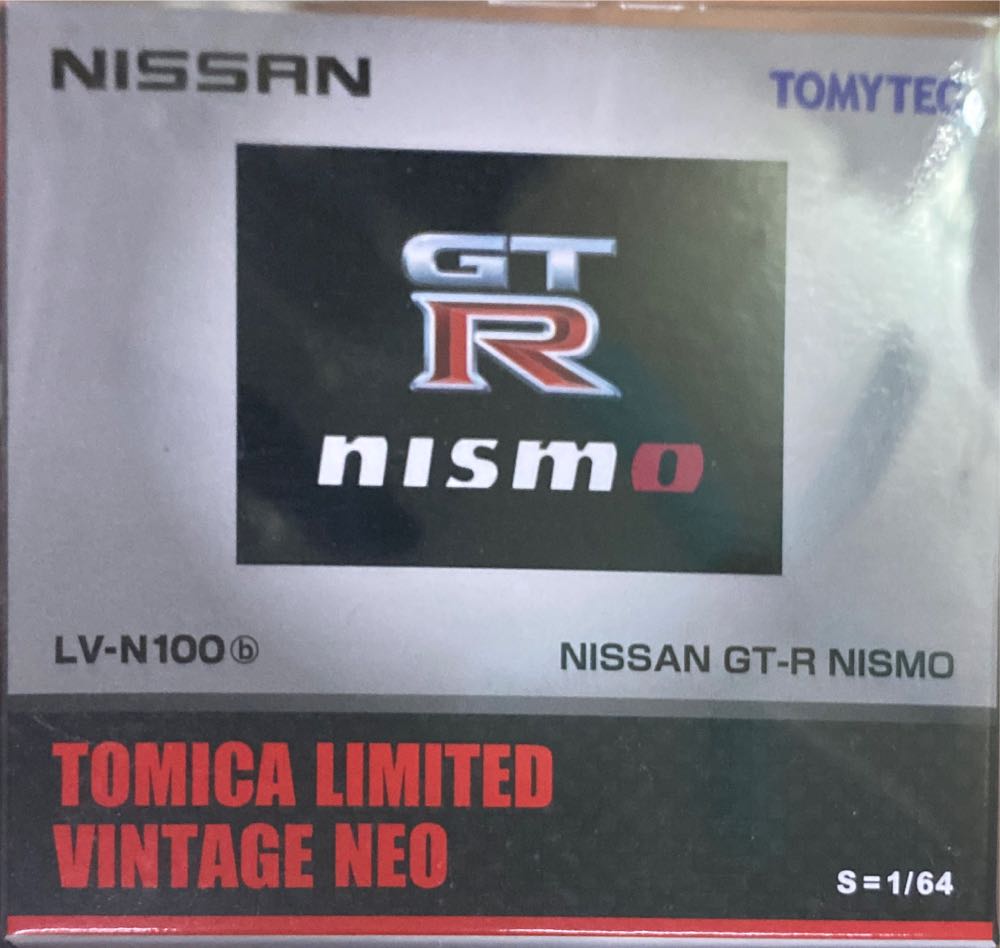 NISSAN
TOMYTEC
GT
R
nismo
LV-N100ⓑ
NISSAN GT-R NISMO
TOMICA LIMITED
VINTAGE NEO
S=1/64